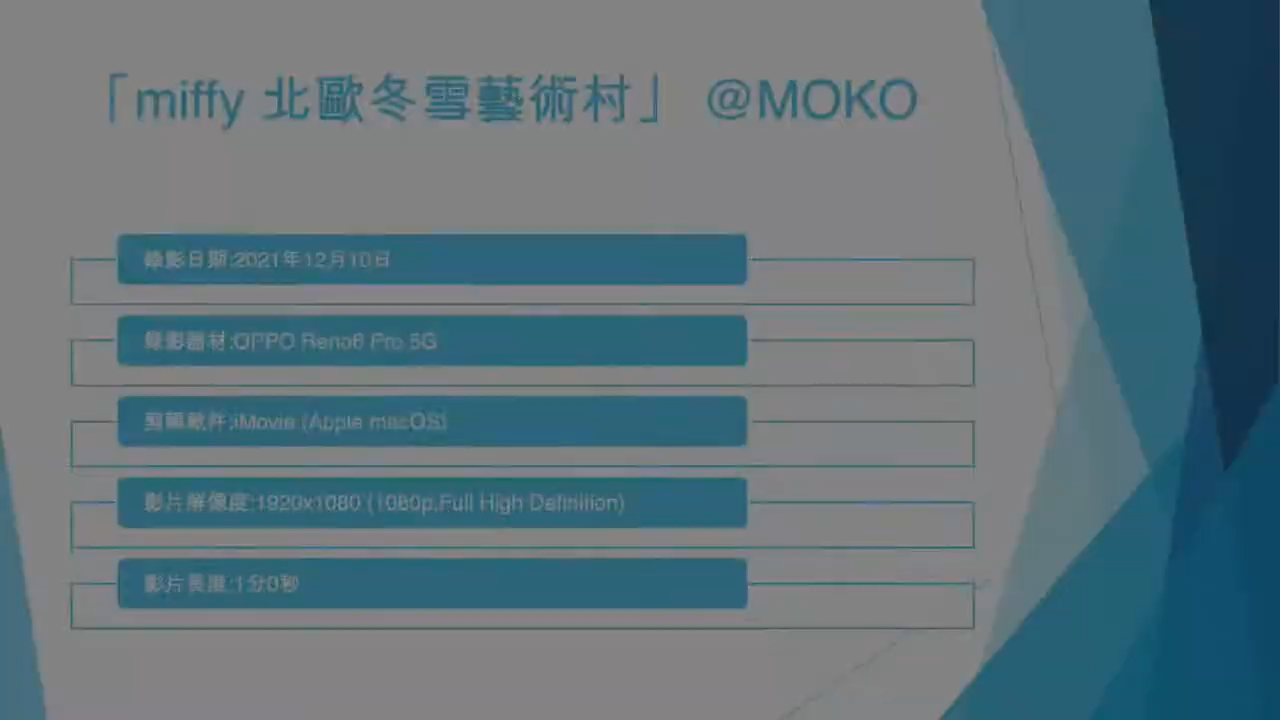 「miffy 北歐冬雪藝術村」 @MOKO
錄影日期:2021年12月10日
錄影器材:OPPO Reno6 Pro 5G
剪輯軟件:iMovie (Apple macOS)
影片解像度:1920x1080 (1080p,Full High Definition)
影片長度:1分0秒